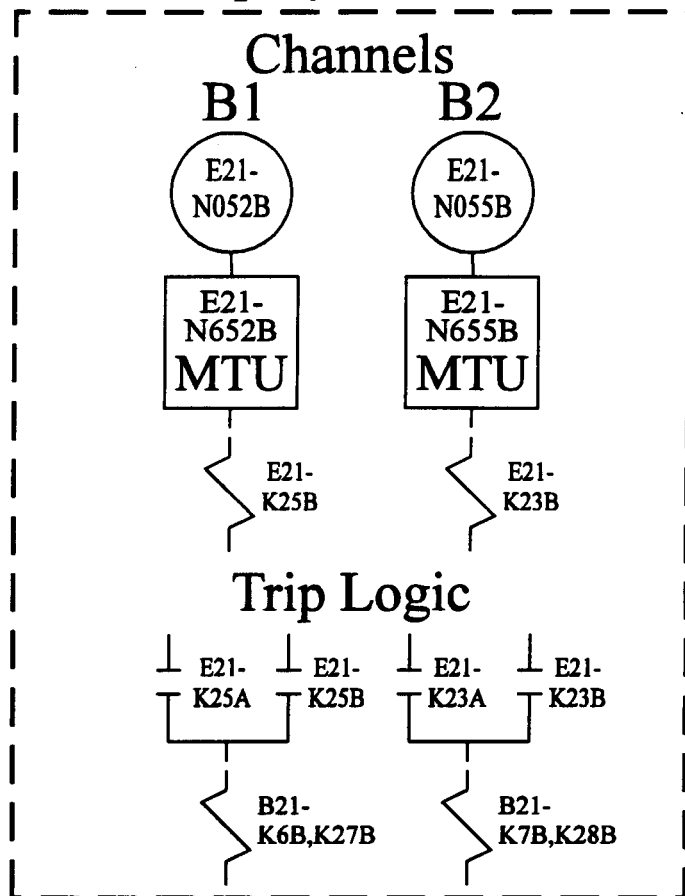 Channels
B1 B2
E21- E21-
N052B N055B
E21- E21-
N652B N655B
MTU MTU
E21- E21-
K25B K23B
Trip Logic
E21- E21- E21- E21-
K25A K25B K23A K23B
B21- B21-
K6B,K27B K7B,K28B